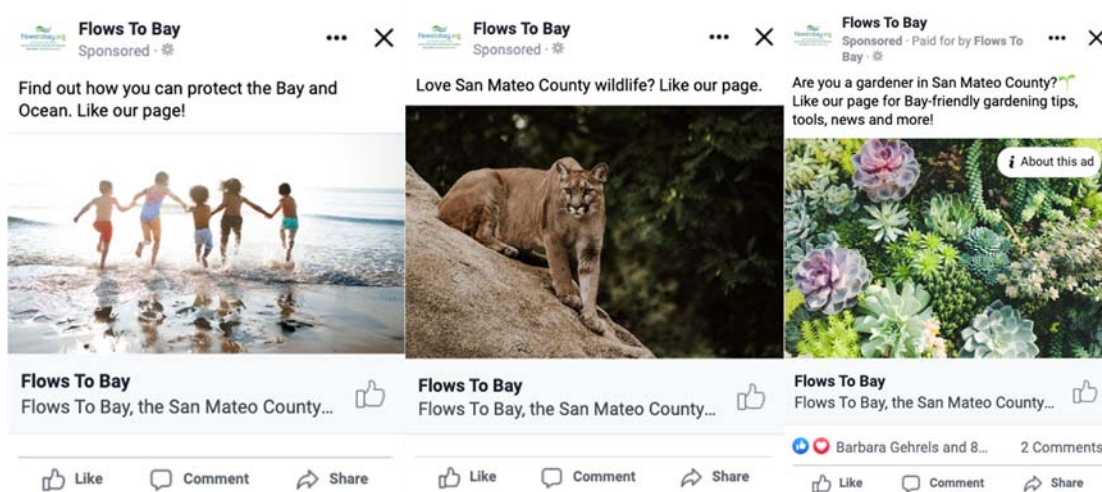 Flows To Bay
Sponsored ·
Find out how you can protect the Bay and
Ocean. Like our page!
Flows To Bay
Flows To Bay, the San Mateo County...
Like Comment Share
Flows To Bay
Sponsored ·
Love San Mateo County wildlife? Like our page.
Flows To Bay
Flows To Bay, the San Mateo County...
Like Comment Share
Flows To Bay
Sponsored · Paid for by Flows To
Bay ·
Are you a gardener in San Mateo County?🌱
Like our page for Bay-friendly gardening tips,
tools, news and more!
i About this ad
Flows To Bay
Flows To Bay, the San Mateo County...
Barbara Gehrels and 8... 2 Comments
Like Comment Share